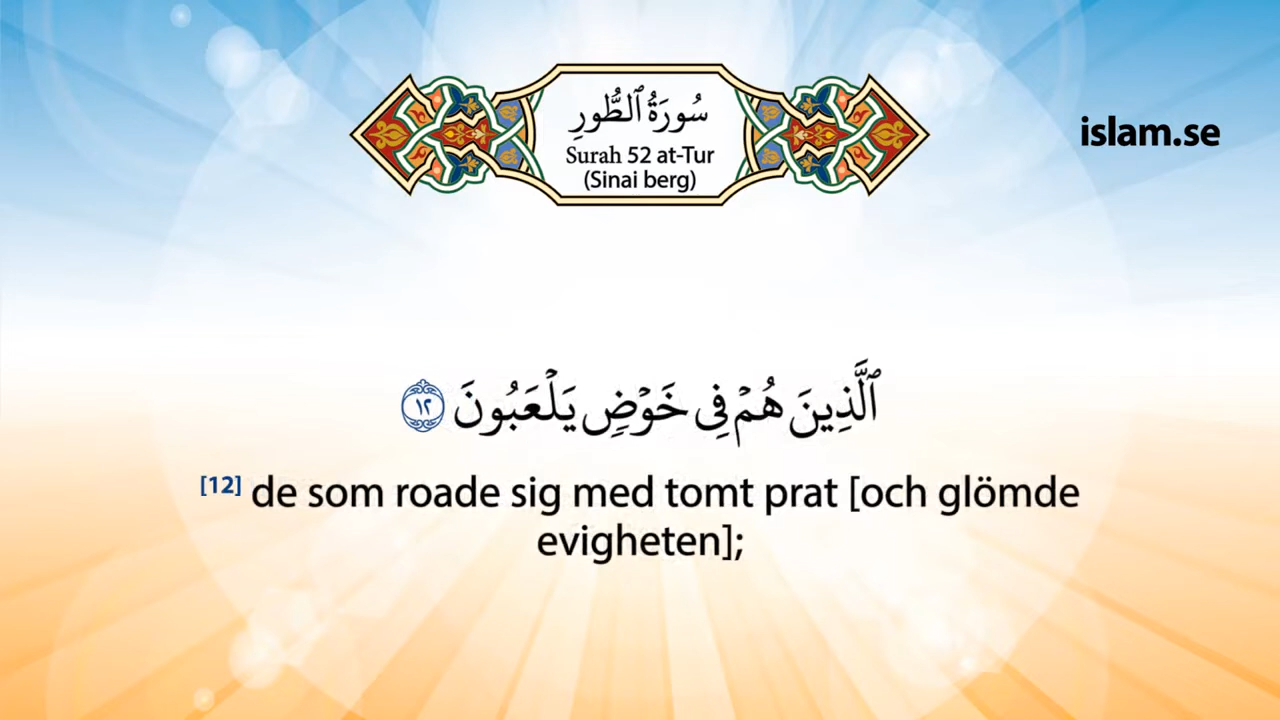 سُورَةُ ٱلطُّورِ
Surah 52 at-Tur
(Sinai berg)
islam.se
ٱلَّذِينَ هُمْ فِى خَوْضٍ يَلْعَبُونَ ١٢
[12] de som roade sig med tomt prat [och glömde
evigheten];